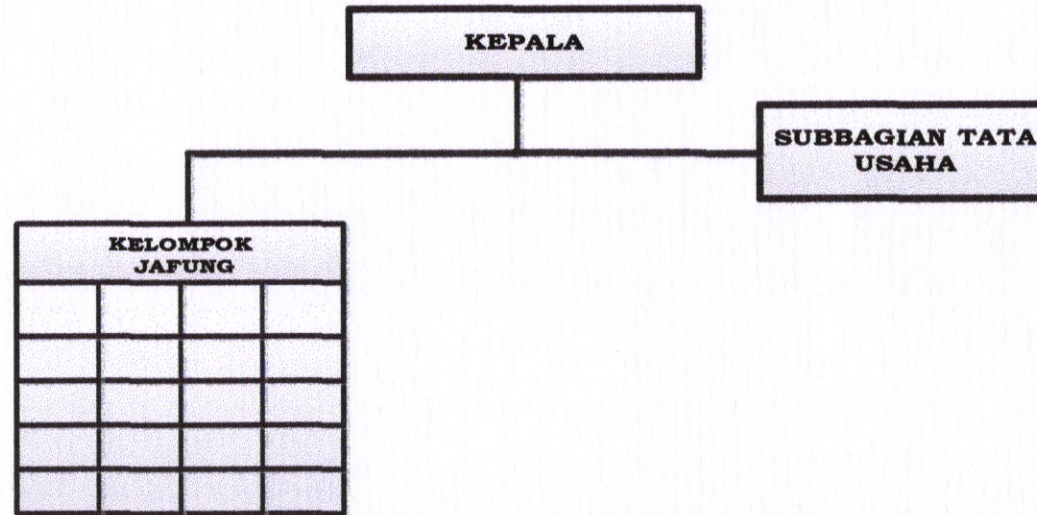 KEPALA
SUBBAGIAN TATA
USAHA
KELOMPOK
JAFUNG